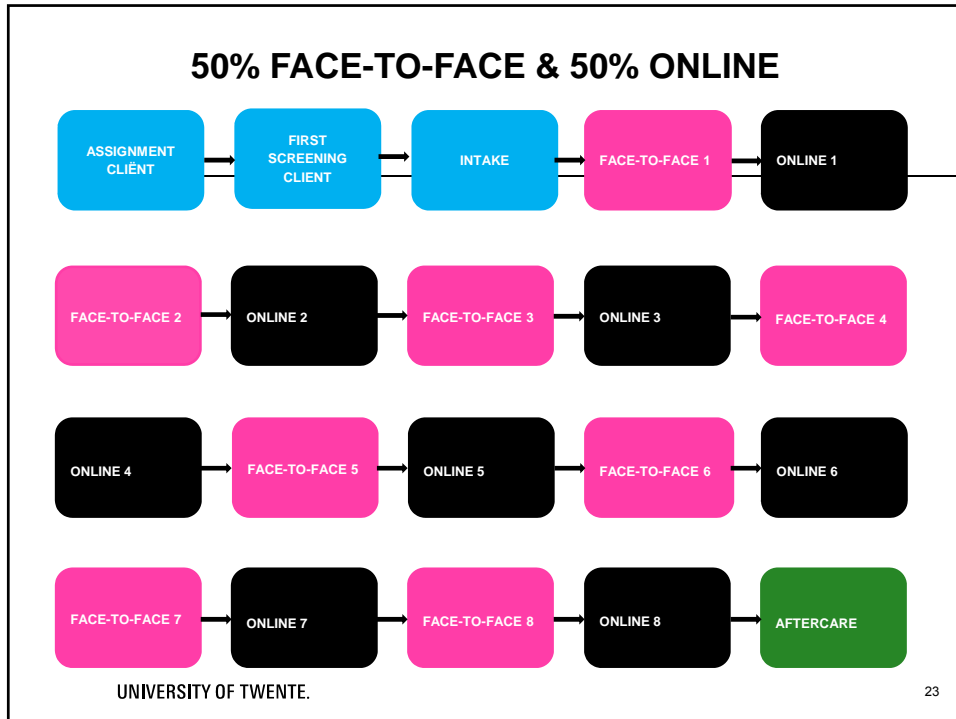 50% FACE-TO-FACE & 50% ONLINE
ASSIGNMENT
CLIËNT
FIRST
SCREENING
CLIENT
INTAKE
FACE-TO-FACE 1
ONLINE 1
FACE-TO-FACE 2
ONLINE 2
FACE-TO-FACE 3
ONLINE 3
FACE-TO-FACE 4
ONLINE 4
FACE-TO-FACE 5
ONLINE 5
FACE-TO-FACE 6
ONLINE 6
FACE-TO-FACE 7
ONLINE 7
FACE-TO-FACE 8
ONLINE 8
AFTERCARE
UNIVERSITY OF TWENTE.
23